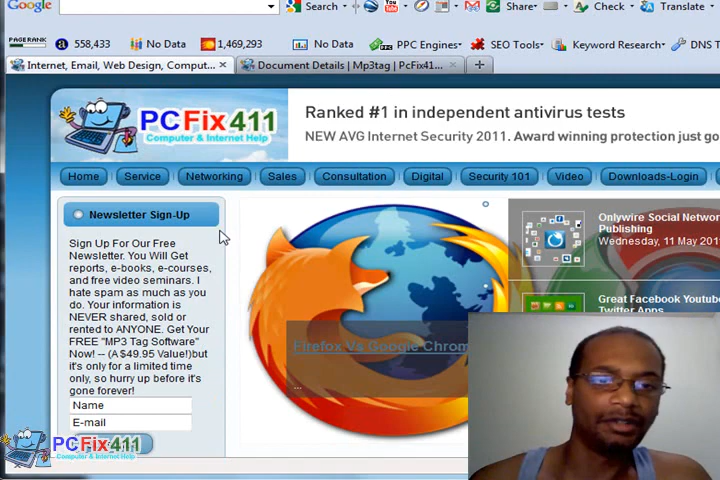 Google
Search
Share
Check
Translate
PAGERANK
558,433
No Data
1,469,293
No Data
PPC Engines
SEO Tools
Keyword Research
DNS T
Internet, Email, Web Design, Comput...
Document Details | Mp3tag | PcFix41...
PCFix411
Computer & Internet Help
Ranked #1 in independent antivirus tests
NEW AVG Internet Security 2011. Award winning protection just go
Home
Service
Networking
Sales
Consultation
Digital
Security 101
Video
Downloads-Login
Newsletter Sign-Up
Sign Up For Our Free
Newsletter. You Will Get
reports, e-books, e-courses,
and free video seminars. I
hate spam as much as you
do. Your information is
NEVER shared, sold or
rented to ANYONE. Get Your
FREE "MP3 Tag Software"
Now! -- (A $49.95 Value!)but
it's only for a limited time
only, so hurry up before it's
gone forever!
Name
E-mail
Firefox Vs Google Chrom
...
Onlywire Social Networ
Publishing
Wednesday, 11 May 201
Great Facebook Youtub
Twitter Apps
PCFix411
Computer & Internet Help